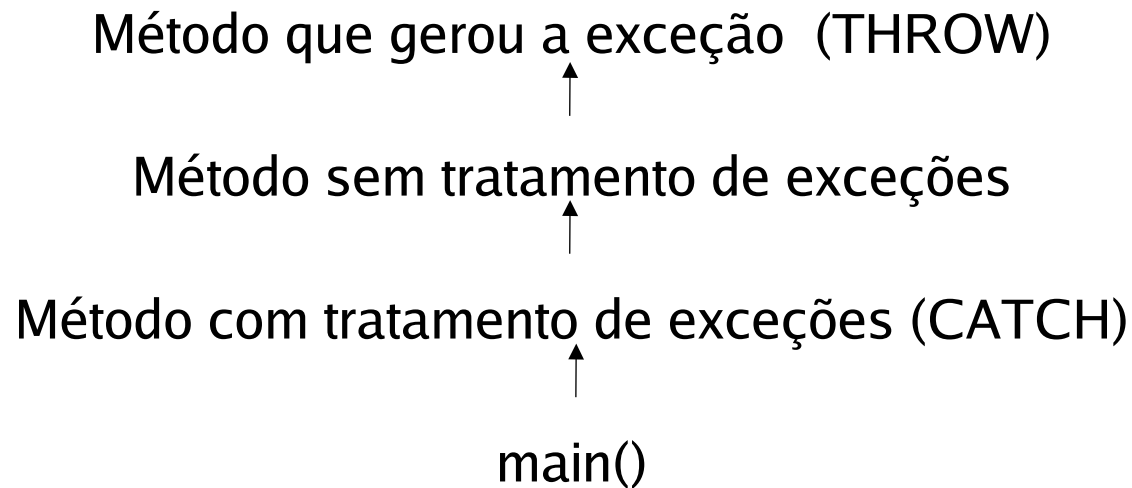 Método que gerou a exceção (THROW)
Método sem tratamento de exceções
Método com tratamento de exceções (CATCH)
main()